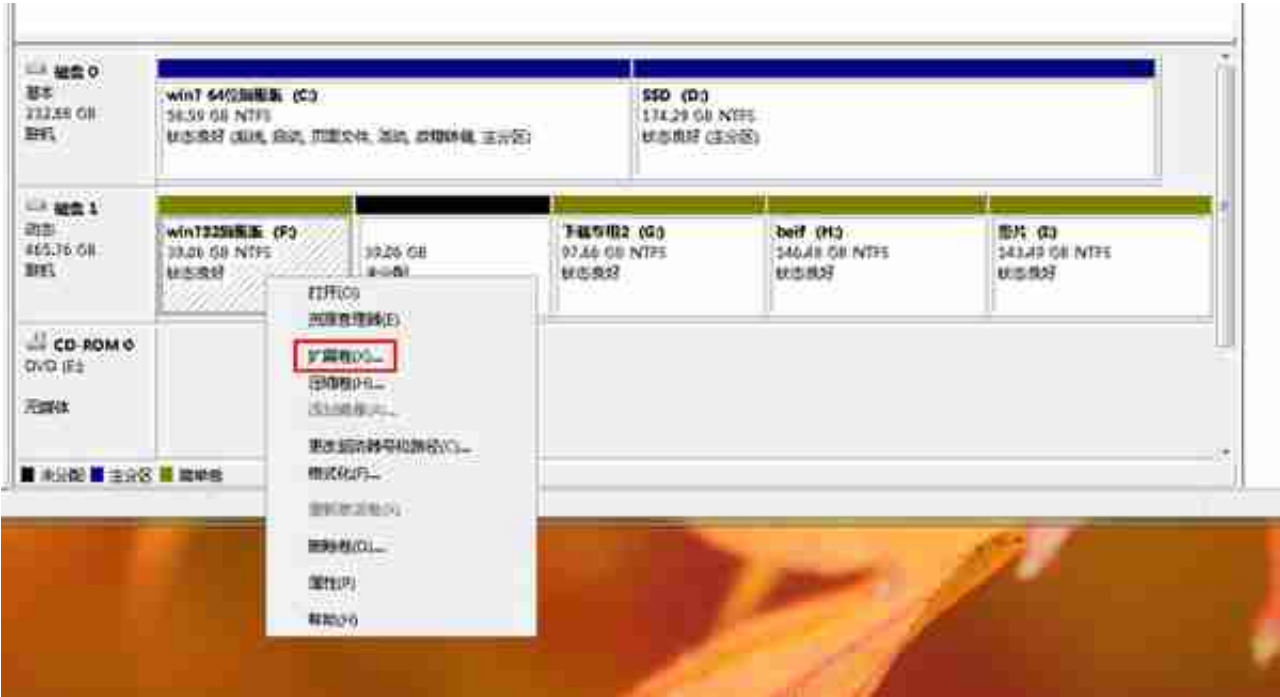 磁盘 0
基本
232.88 GB
联机
win7 64位旗舰版 (C:)
58.59 GB NTFS
状态良好 (系统, 启动, 页面文件, 活动, 故障转储, 主分区)
SSD (D:)
174.29 GB NTFS
状态良好 (主分区)
磁盘 1
动态
465.76 GB
联机
win732旗舰版 (F:)
39.06 GB NTFS
状态良好
39.06 GB
未分配
下载专用2 (G:)
97.66 GB NTFS
状态良好
beif (H:)
146.48 GB NTFS
状态良好
图片 (I:)
143.49 GB NTFS
状态良好
CD-ROM 0
DVD (E:)
无媒体
未分配 主分区 简单卷
打开(O)
资源管理器(E)
扩展卷(X)...
压缩卷(H)...
添加镜像(A)...
更改驱动器号和路径(C)...
格式化(F)...
重新激活卷(R)
删除卷(D)...
属性(P)
帮助(H)